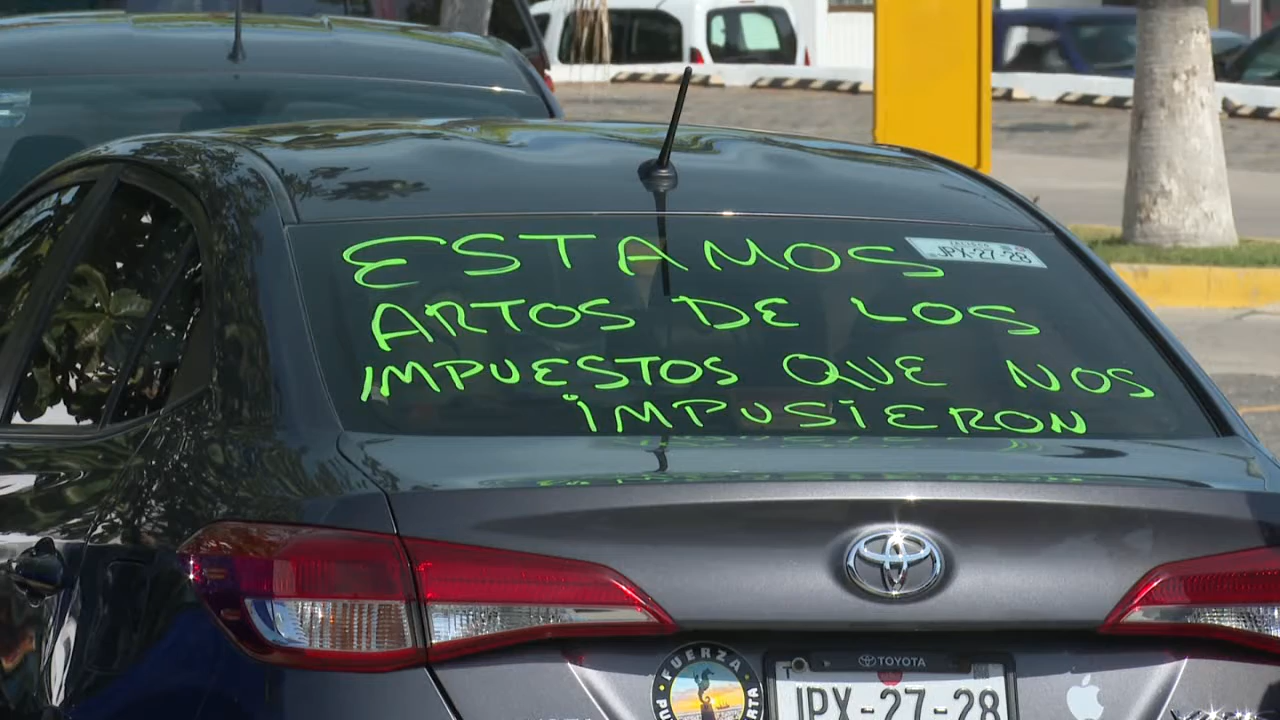 ESTAMOS
JPX-27-28
ARTOS DE LOS
IMPUESTOS QUE NOS
IMPUSIERON
TOYOTA
FUERZA
JPX-27-28